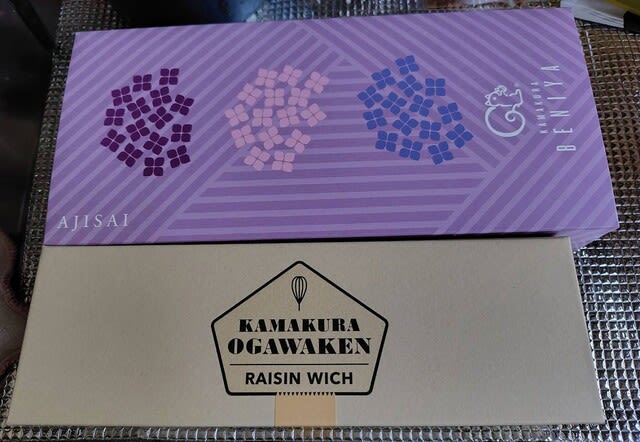 KAMAKURA
BENIYA
AJISAI
KAMAKURA
OGAWAKEN
RAISIN WICH